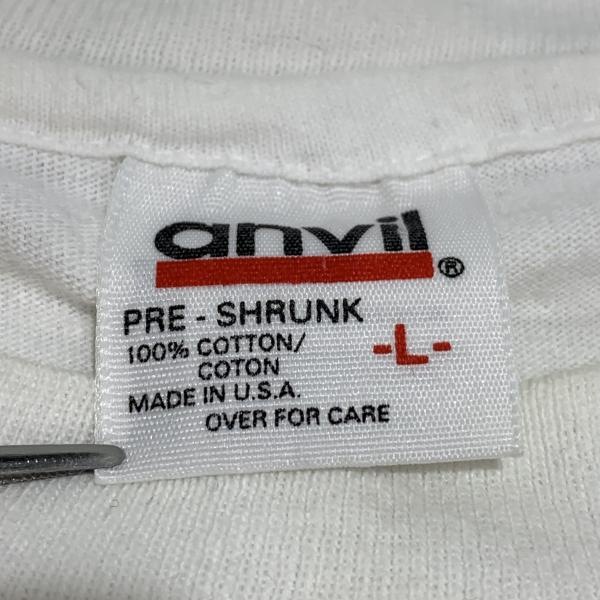 anvil®
PRE - SHRUNK
100% COTTON/
COTON
-L-
MADE IN U.S.A.
OVER FOR CARE